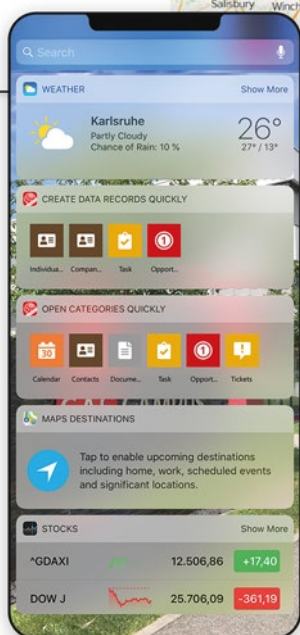 Salisbury Winch
Search
WEATHER Show More
Karlsruhe 26°
Partly Cloudy 27° / 13°
Chance of Rain: 10 %
CREATE DATA RECORDS QUICKLY
1
Individua... Compan... Task Opport...
OPEN CATEGORIES QUICKLY
30 1
Calendar Contacts Docume... Task Opport... Tickets
MAPS DESTINATIONS
Tap to enable upcoming destinations
including home, work, scheduled events
and significant locations.
STOCKS Show More
^GDAXI 12.506,86 +17,40
DOW J 25.706,09 -361,19